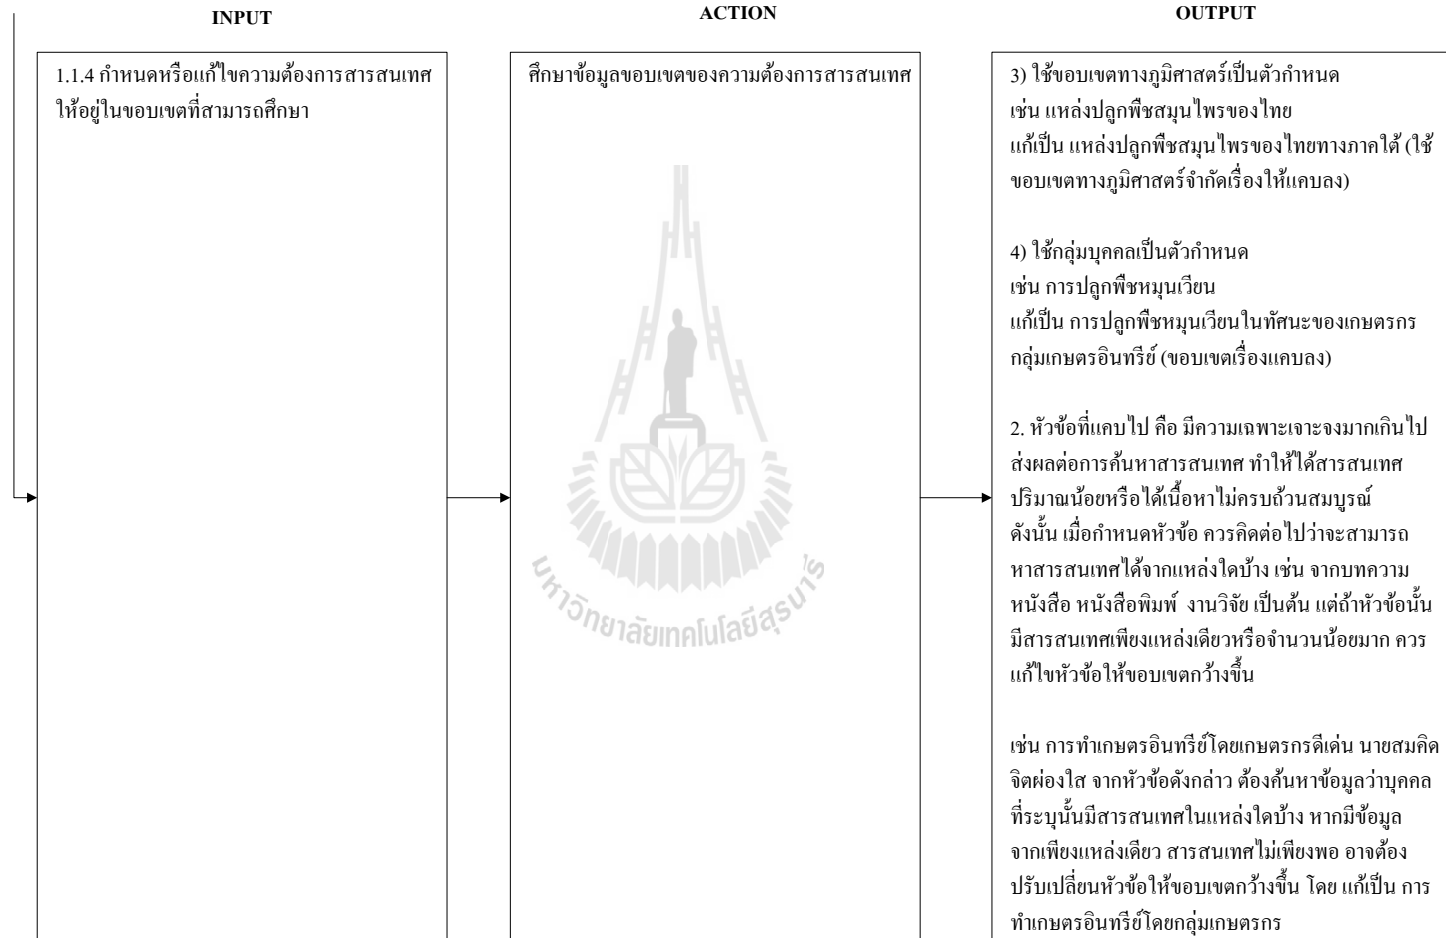 INPUT
ACTION
OUTPUT
1.1.4 กำหนดหรือแก้ไขความต้องการสารสนเทศ
ให้อยู่ในขอบเขตที่สามารถศึกษา
ศึกษาข้อมูลขอบเขตของความต้องการสารสนเทศ
3) ใช้ขอบเขตทางภูมิศาสตร์เป็นตัวกำหนด
เช่น แหล่งปลูกพืชสมุนไพรของไทย
แก้เป็น แหล่งปลูกพืชสมุนไพรของไทยทางภาคใต้ (ใช้
ขอบเขตทางภูมิศาสตร์จำกัดเรื่องให้แคบลง)
4) ใช้กลุ่มบุคคลเป็นตัวกำหนด
เช่น การปลูกพืชหมุนเวียน
แก้เป็น การปลูกพืชหมุนเวียนในทัศนะของเกษตรกร
กลุ่มเกษตรอินทรีย์ (ขอบเขตเรื่องแคบลง)
2. หัวข้อที่แคบไป คือ มีความเฉพาะเจาะจงมากเกินไป
ส่งผลต่อการค้นหาสารสนเทศ ทำให้ได้สารสนเทศ
ปริมาณน้อยหรือได้เนื้อหาไม่ครบถ้วนสมบูรณ์
ดังนั้น เมื่อกำหนดหัวข้อ ควรคิดต่อไปว่าจะสามารถ
หาสารสนเทศได้จากแหล่งใดบ้าง เช่น จากบทความ
หนังสือ หนังสือพิมพ์ งานวิจัย เป็นต้น แต่ถ้าหัวข้อนั้น
มีสารสนเทศเพียงแหล่งเดียวหรือจำนวนน้อยมาก ควร
แก้ไขหัวข้อให้ขอบเขตกว้างขึ้น
เช่น การทำเกษตรอินทรีย์โดยเกษตรกรดีเด่น นายสมคิด
จิตผ่องใส จากหัวข้อดังกล่าว ต้องค้นหาข้อมูลว่าบุคคล
ที่ระบุนั้นมีสารสนเทศในแหล่งใดบ้าง หากมีข้อมูล
จากเพียงแหล่งเดียว สารสนเทศไม่เพียงพอ อาจต้อง
ปรับเปลี่ยนหัวข้อให้ขอบเขตกว้างขึ้น โดย แก้เป็น การ
ทำเกษตรอินทรีย์โดยกลุ่มเกษตรกร
มหาวิทยาลัยเทคโนโลยีสุรนารี